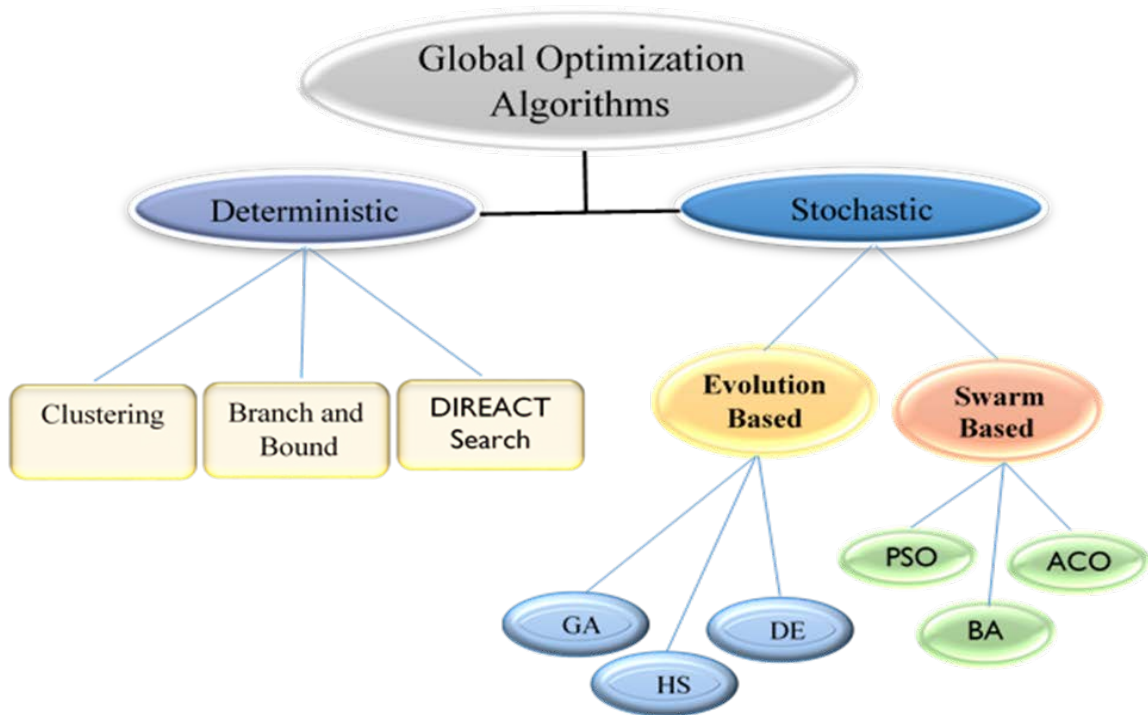 Global Optimization
Algorithms
Deterministic
Stochastic
Clustering
Branch and
Bound
DIREACT
Search
Evolution
Based
Swarm
Based
PSO
ACO
BA
GA
DE
HS